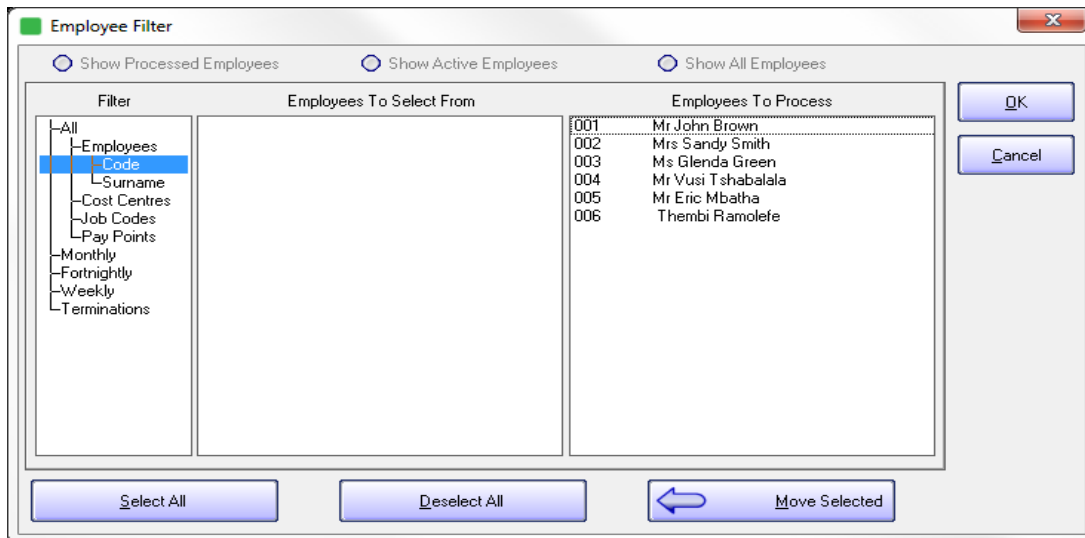 Employee Filter
Show Processed Employees Show Active Employees Show All Employees
Filter Employees To Select From Employees To Process
OK
Cancel
All
Employees
Code
Surname
Cost Centres
Job Codes
Pay Points
Monthly
Fortnightly
Weekly
Terminations
001 Mr John Brown
002 Mrs Sandy Smith
003 Ms Glenda Green
004 Mr Vusi Tshabalala
005 Mr Eric Mbatha
006 Thembi Ramolefe
Select All Deselect All Move Selected